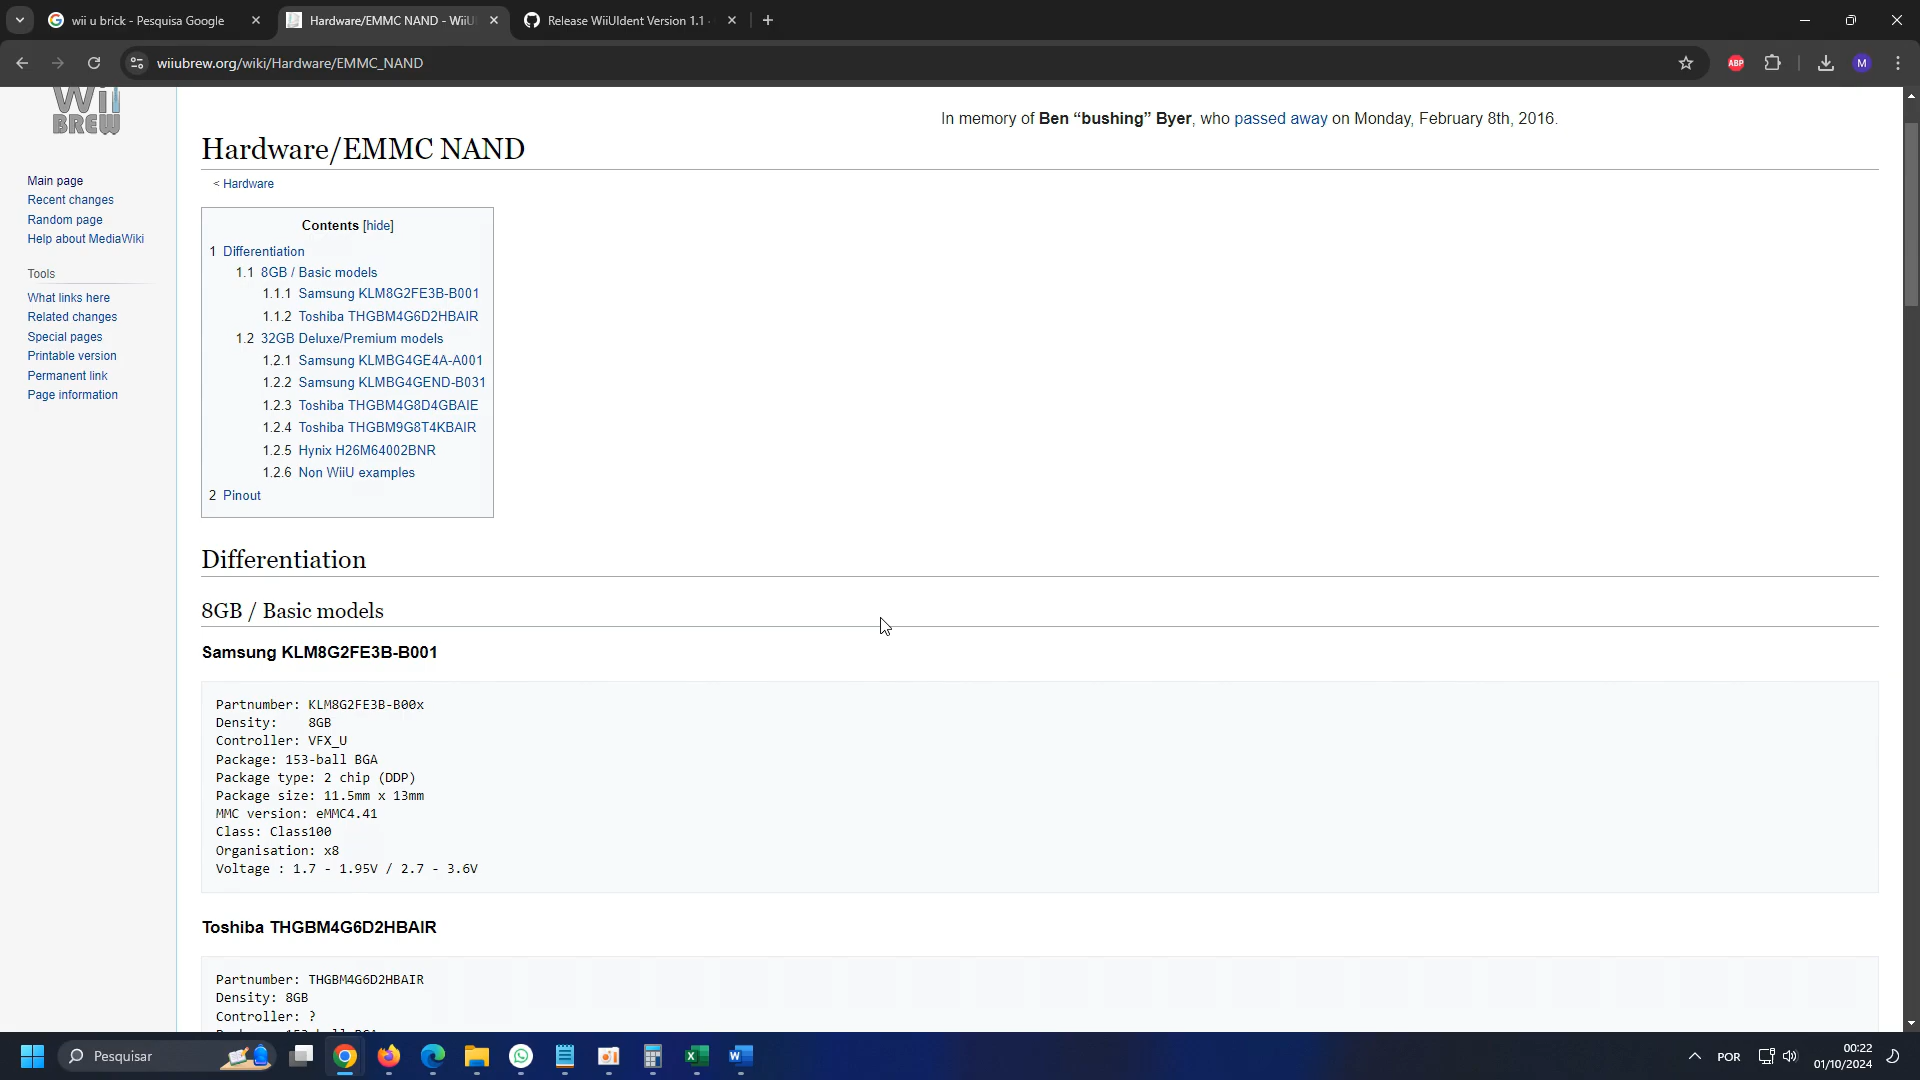 wii u brick - Pesquisa Google
Hardware/EMMC NAND - WiiU
Release WiiUIdent Version 1.1
wiiubrew.org/wiki/Hardware/EMMC_NAND
ABP
M
Wii
BREW
In memory of Ben “bushing” Byer, who passed away on Monday, February 8th, 2016.
Hardware/EMMC NAND
< Hardware
Main page
Recent changes
Random page
Help about MediaWiki
Tools
What links here
Related changes
Special pages
Printable version
Permanent link
Page information
Contents [hide]
1 Differentiation
1.1 8GB / Basic models
1.1.1 Samsung KLM8G2FE3B-B001
1.1.2 Toshiba THGBM4G6D2HBAIR
1.2 32GB Deluxe/Premium models
1.2.1 Samsung KLMBG4GE4A-A001
1.2.2 Samsung KLMBG4GEND-B031
1.2.3 Toshiba THGBM4G8D4GBAIE
1.2.4 Toshiba THGBM9G8T4KBAIR
1.2.5 Hynix H26M64002BNR
1.2.6 Non WiiU examples
2 Pinout
Differentiation
8GB / Basic models
Samsung KLM8G2FE3B-B001
Partnumber: KLM8G2FE3B-B00x
Density: 8GB
Controller: VFX_U
Package: 153-ball BGA
Package type: 2 chip (DDP)
Package size: 11.5mm x 13mm
MMC version: eMMC4.41
Class: Class100
Organisation: x8
Voltage : 1.7 - 1.95V / 2.7 - 3.6V
Toshiba THGBM4G6D2HBAIR
Partnumber: THGBM4G6D2HBAIR
Density: 8GB
Controller: ?
Pesquisar
POR
00:22
01/10/2024